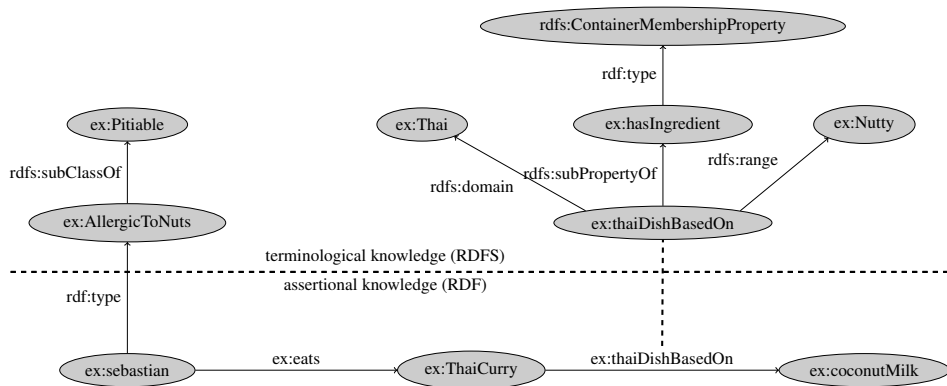 rdfs:ContainerMembershipProperty
rdf:type
ex:Pitiable
ex:Thai
ex:hasIngredient
ex:Nutty
rdfs:subClassOf
rdfs:domain
rdfs:subPropertyOf
rdfs:range
ex:AllergicToNuts
ex:thaiDishBasedOn
terminological knowledge (RDFS)
assertional knowledge (RDF)
rdf:type
ex:sebastian
ex:eats
ex:ThaiCurry
ex:thaiDishBasedOn
ex:coconutMilk